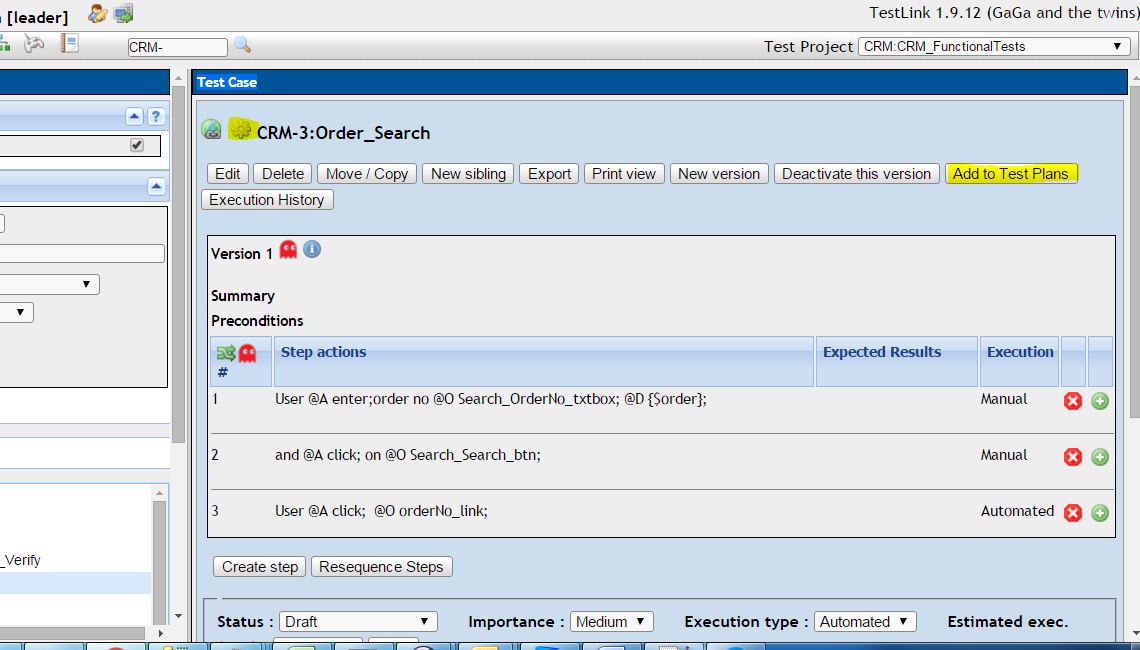 [leader]
TestLink 1.9.12 (GaGa and the twins)
CRM-
Test Project CRM:CRM_FunctionalTests
Test Case
?
CRM-3:Order_Search
Edit Delete Move / Copy New sibling Export Print view New version Deactivate this version Add to Test Plans
Execution History
Version 1
Summary
Preconditions
# Step actions Expected Results Execution
1 User @A enter;order no @O Search_OrderNo_txtbox; @D {$order}; Manual
2 and @A click; on @O Search_Search_btn; Manual
3 User @A click; @O orderNo_link; Automated
_Verify
Create step Resequence Steps
Status : Draft Importance : Medium Execution type : Automated Estimated exec.